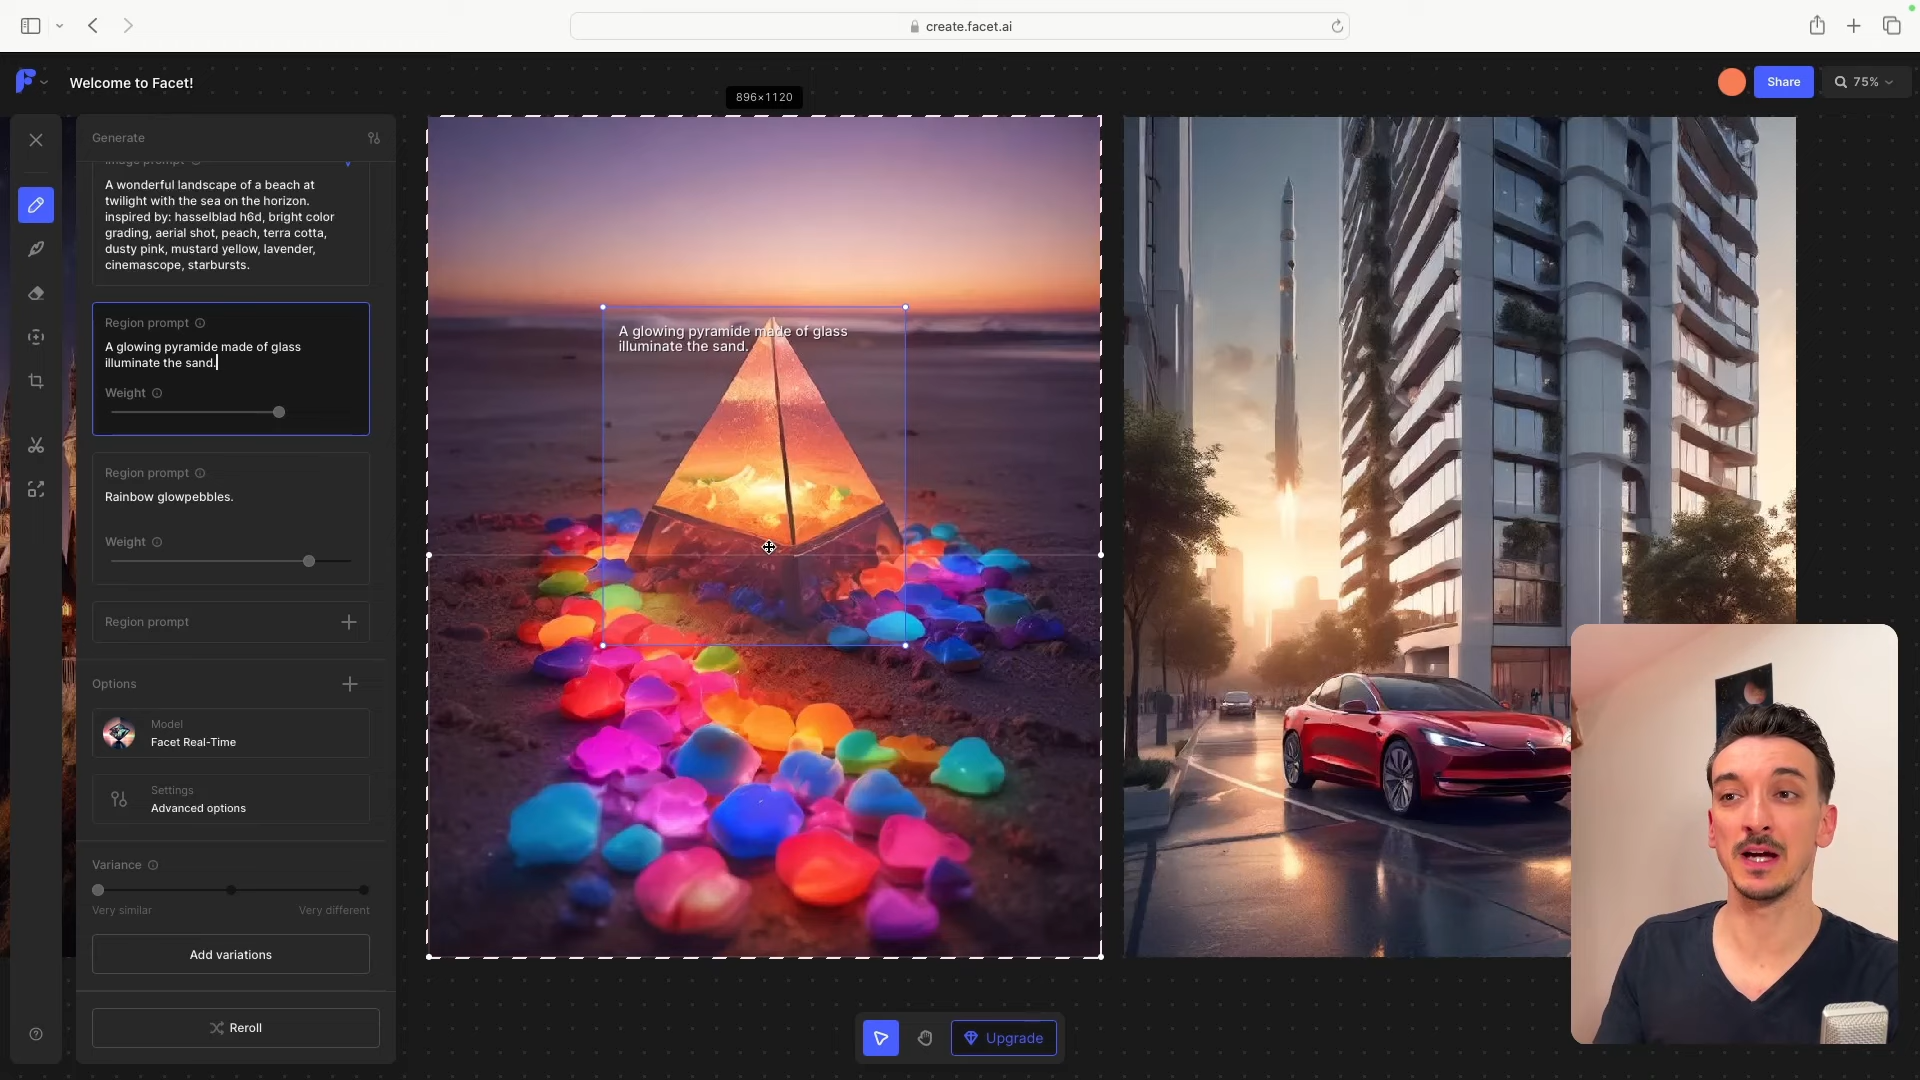 create.facet.ai
Welcome to Facet!
Share
75%
896×1120
Generate
Image prompt
A wonderful landscape of a beach at
twilight with the sea on the horizon.
inspired by: hasselblad h6d, bright color
grading, aerial shot, peach, terra cotta,
dusty pink, mustard yellow, lavender,
cinemascope, starbursts.
Region prompt
A glowing pyramide made of glass
illuminate the sand.
Weight
Region prompt
Rainbow glowpebbles.
Weight
Region prompt
Options
Model
Facet Real-Time
Settings
Advanced options
Variance
Very similar
Very different
Add variations
Reroll
A glowing pyramide made of glass
illuminate the sand.
Upgrade